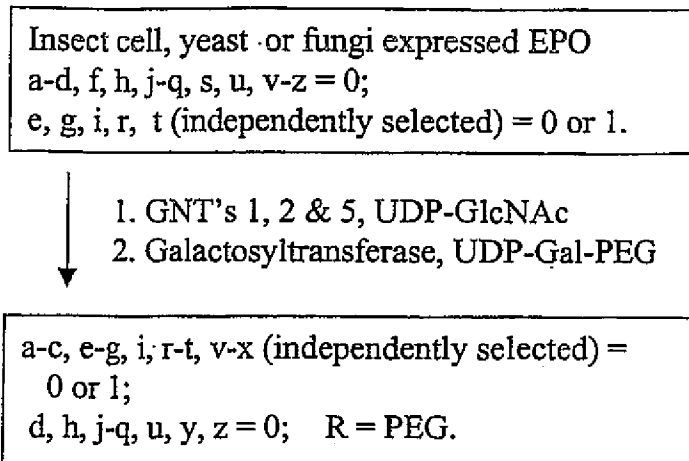 Insect cell, yeast or fungi expressed EPO
a-d, f, h, j-q, s, u, v-z = 0;
e, g, i, r, t (independently selected) = 0 or 1.
1. GNT's 1, 2 & 5, UDP-GlcNAc
2. Galactosyltransferase, UDP-Gal-PEG
a-c, e-g, i, r-t, v-x (independently selected) =
0 or 1;
d, h, j-q, u, y, z = 0; R = PEG.